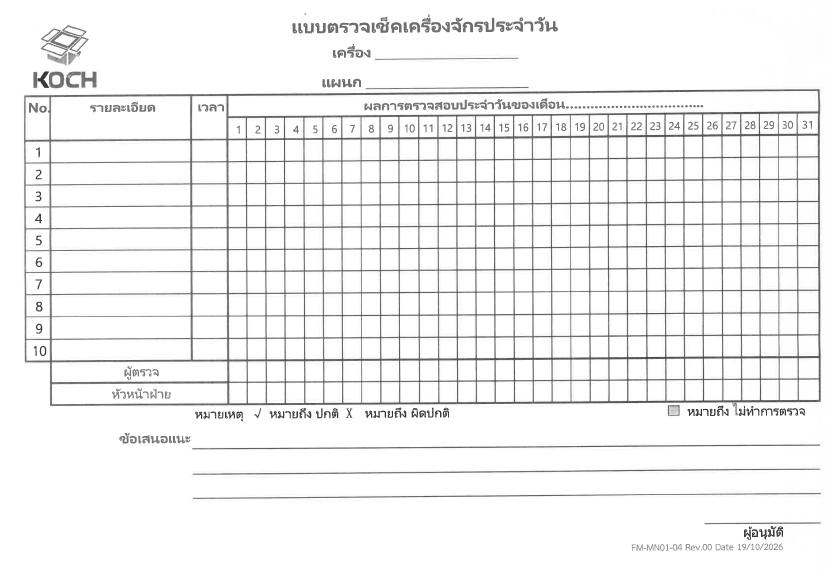 แบบตรวจเช็คเครื่องจักรประจำวัน
เครื่อง
KOCH
แผนก
No. รายละเอียด เวลา ผลการตรวจสอบประจำวันของเดือน.................................
1 2 3 4 5 6 7 8 9 10 11 12 13 14 15 16 17 18 19 20 21 22 23 24 25 26 27 28 29 30 31
1
2
3
4
5
6
7
8
9
10
ผู้ตรวจ
หัวหน้าฝ่าย
หมายเหตุ √ หมายถึง ปกติ X หมายถึง ผิดปกติ หมายถึง ไม่ทำการตรวจ
ข้อเสนอแนะ
ผู้อนุมัติ
FM-MN01-04 Rev.00 Date 19/10/2026